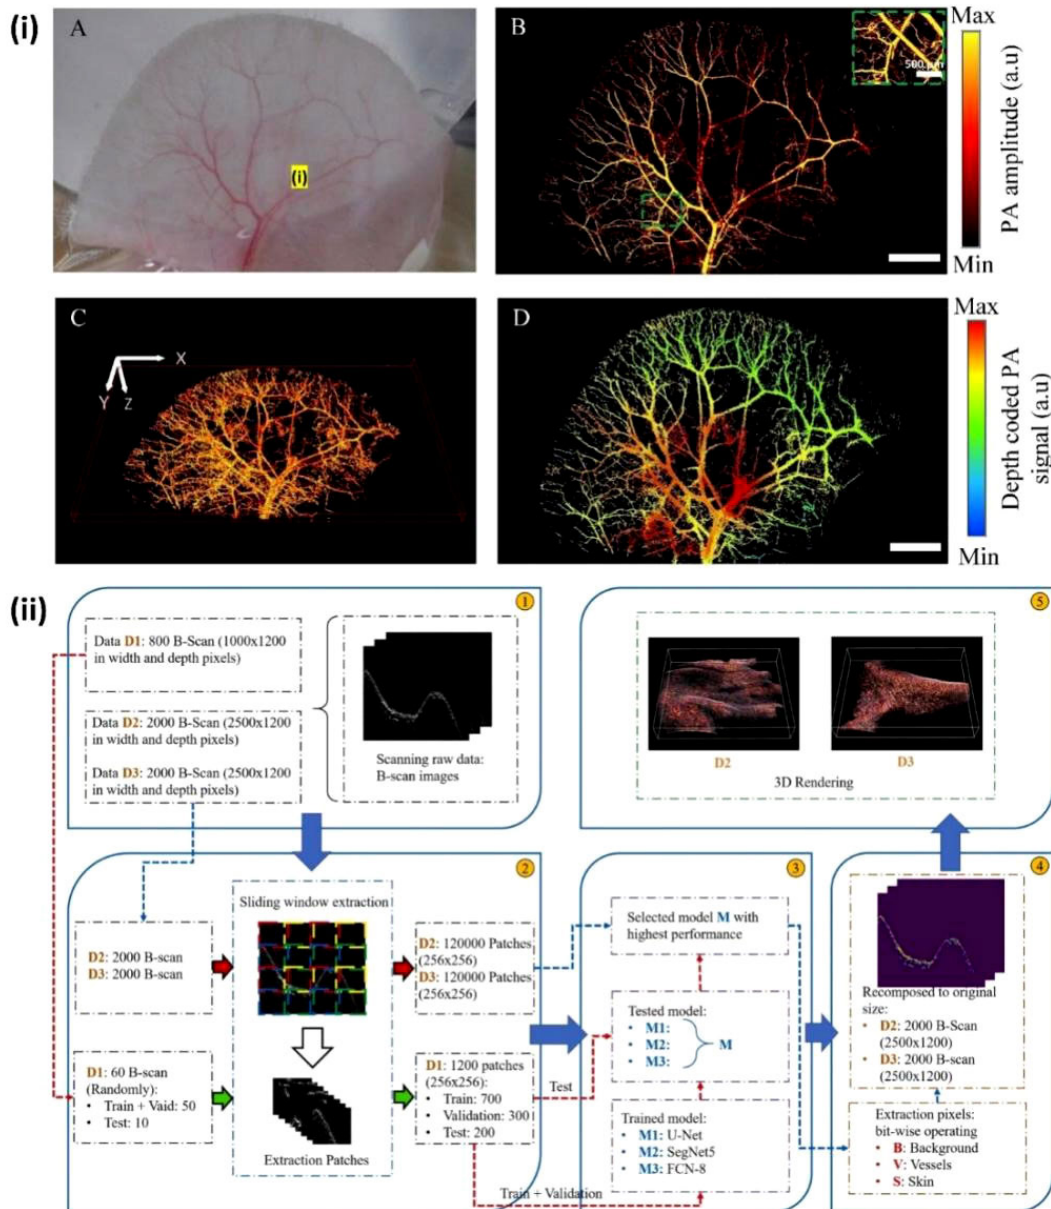 (i)
A
(i)
B
500 µm
Max
PA amplitude (a.u)
Min
C
X
Y
Z
D
Max
Depth coded PA
signal (a.u)
Min
(ii)
1
Data D1: 800 B-Scan (1000x1200
in width and depth pixels)
Data D2: 2000 B-Scan (2500x1200
in width and depth pixels)
Data D3: 2000 B-Scan (2500x1200
in width and depth pixels)
Scanning raw data:
B-scan images
5
D2
D3
3D Rendering
2
D2: 2000 B-scan
D3: 2000 B-scan
Sliding window extraction
D2: 120000 Patches
(256x256)
D3: 120000 Patches
(256x256)
D1: 60 B-scan
(Randomly):
• Train + Vaid: 50
• Test: 10
Extraction Patches
D1: 1200 patches
(256x256):
• Train: 700
• Validation: 300
• Test: 200
Test
Train + Validation
3
Selected model M with
highest performance
Tested model:
• M1:
• M2:
• M3:
M
Trained model:
• M1: U-Net
• M2: SegNet5
• M3: FCN-8
4
Recomposed to original
size:
• D2: 2000 B-Scan
(2500x1200)
• D3: 2000 B-scan
(2500x1200)
Extraction pixels:
bit-wise operating
• B: Background
• V: Vessels
• S: Skin